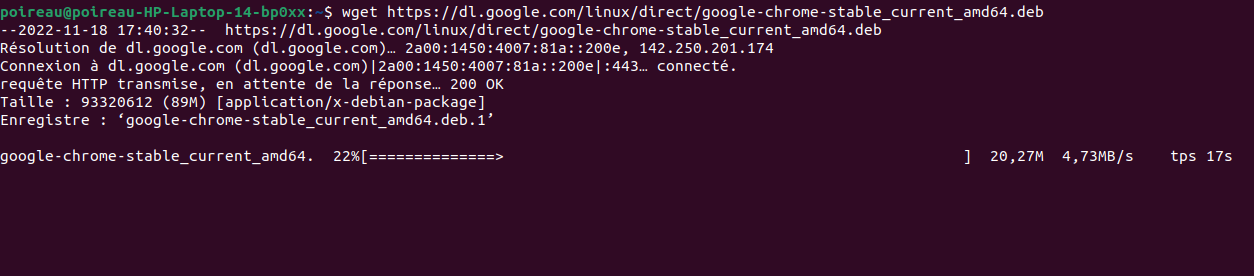 poireau@poireau-HP-Laptop-14-bp0xx:~$ wget https://dl.google.com/linux/direct/google-chrome-stable_current_amd64.deb
--2022-11-18 17:40:32--  https://dl.google.com/linux/direct/google-chrome-stable_current_amd64.deb
Résolution de dl.google.com (dl.google.com)… 2a00:1450:4007:81a::200e, 142.250.201.174
Connexion à dl.google.com (dl.google.com)|2a00:1450:4007:81a::200e|:443… connecté.
requête HTTP transmise, en attente de la réponse… 200 OK
Taille : 93320612 (89M) [application/x-debian-package]
Enregistre : ‘google-chrome-stable_current_amd64.deb.1’
google-chrome-stable_current_amd64.  22%[==============>                                                   ]  20,27M  4,73MB/s    tps 17s